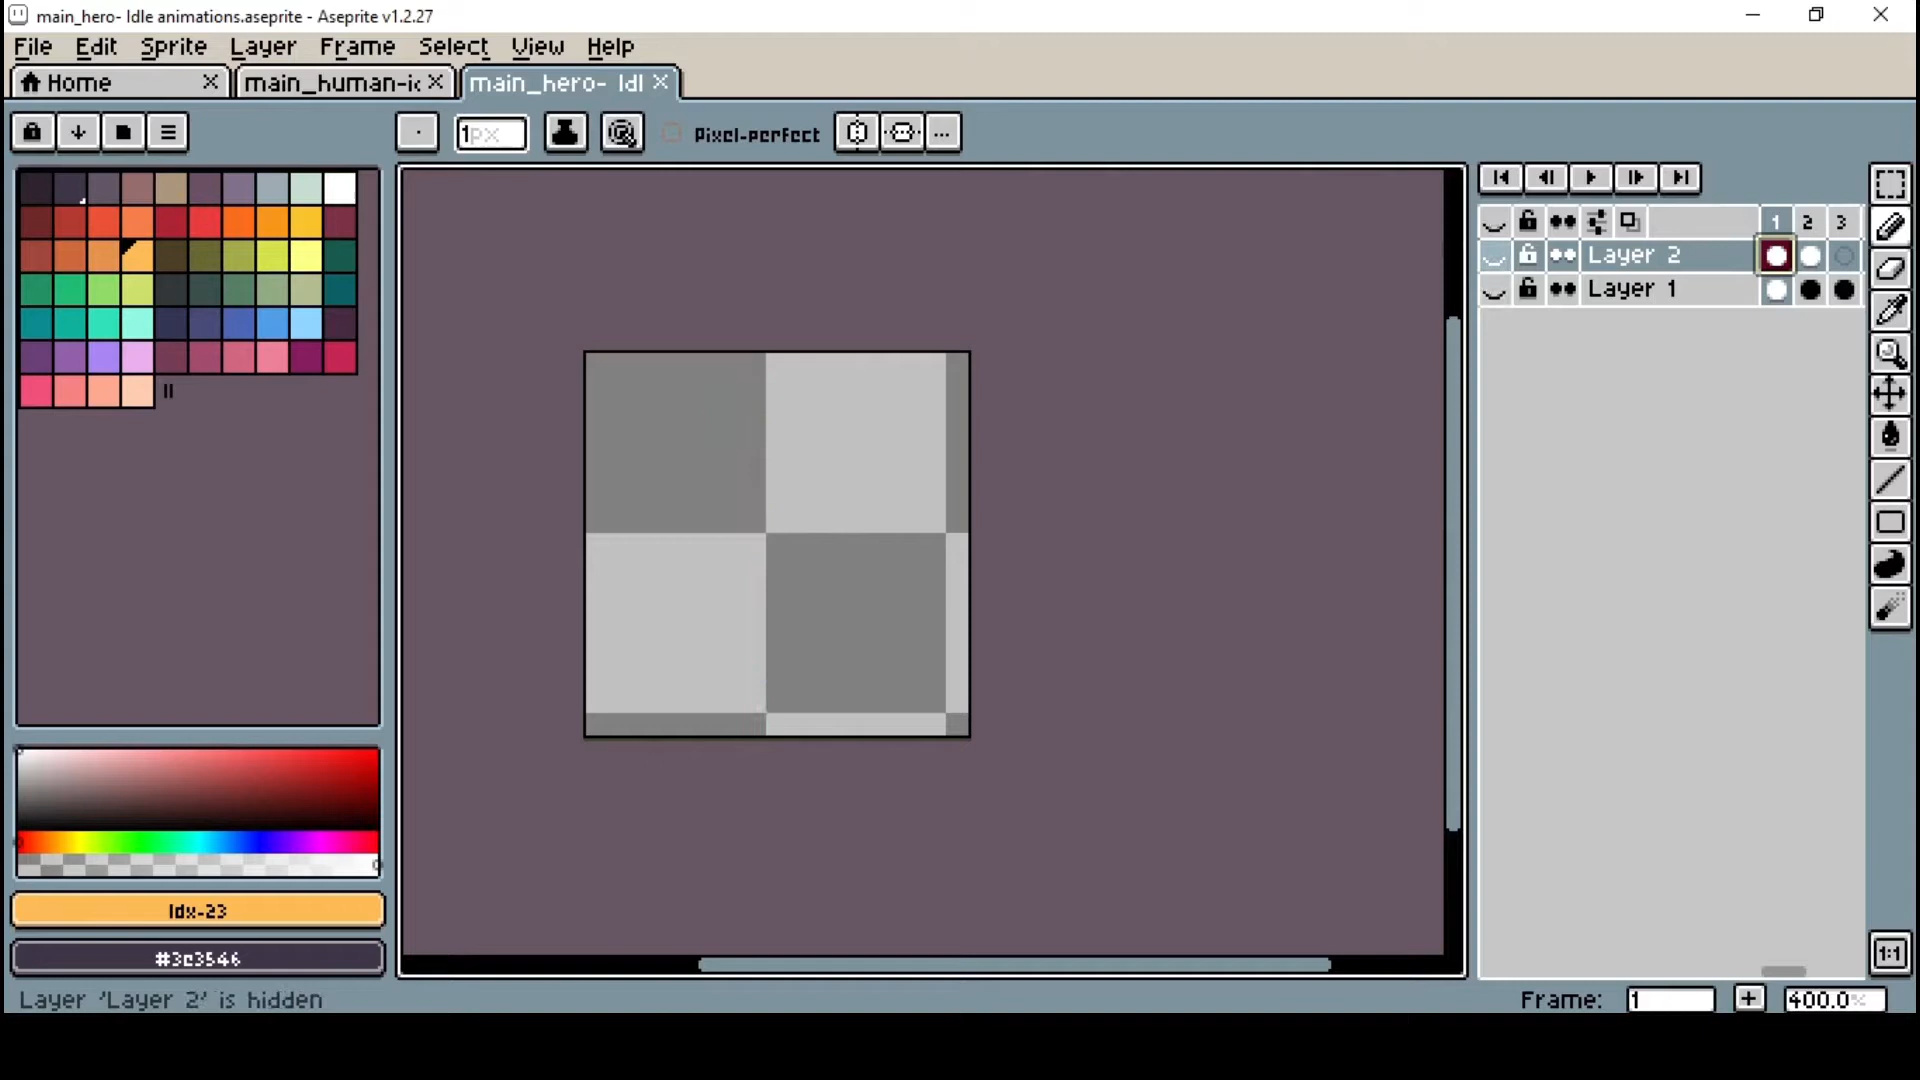 main_hero- Idle animations.aseprite - Aseprite v1.2.27
File Edit Sprite Layer Frame Select View Help
Home main_human-ic main_hero- Idl
1px Pixel-perfect ...
1 2 3
Layer 2
Layer 1
Idx-23
#3c3546
1:1
Layer 'Layer 2' is hidden Frame: 1 + 400.0%